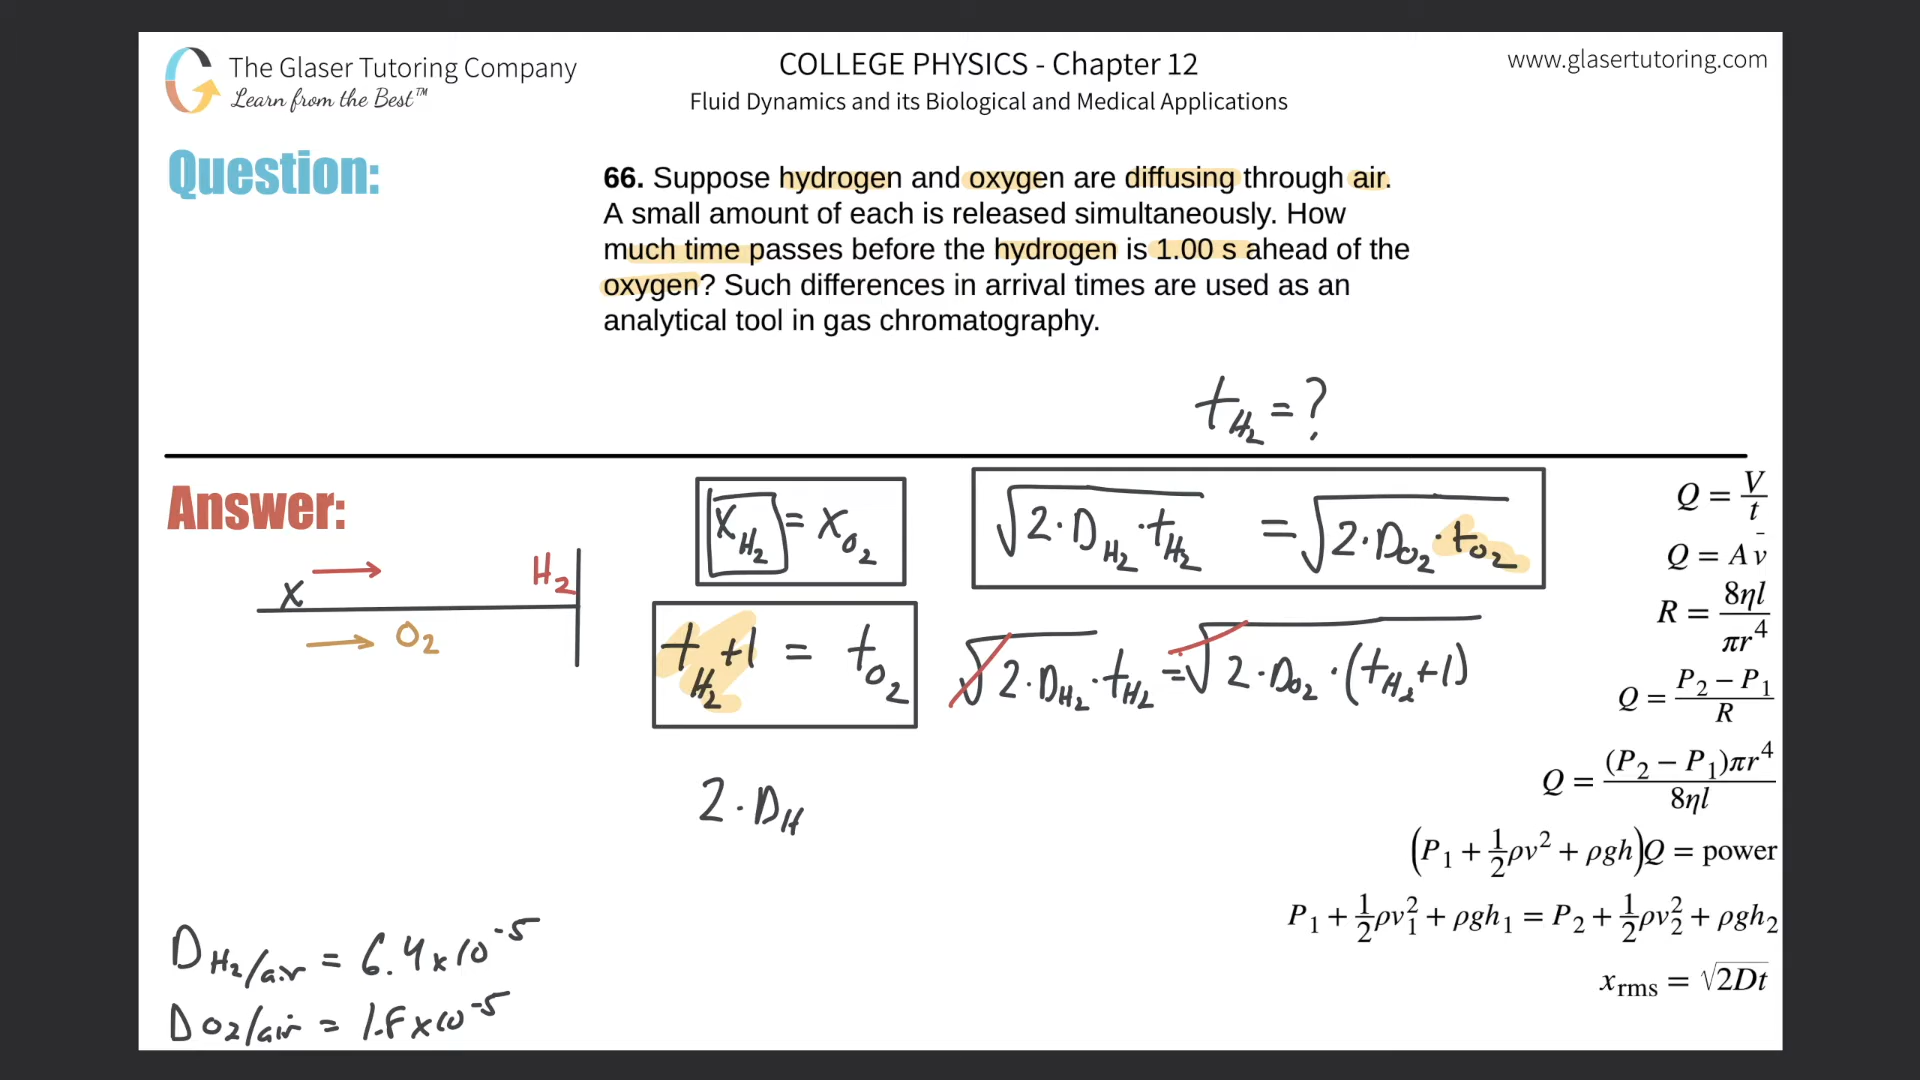 The Glaser Tutoring Company
Learn from the Best™
COLLEGE PHYSICS - Chapter 12
Fluid Dynamics and its Biological and Medical Applications
www.glasertutoring.com
Question:
66. Suppose hydrogen and oxygen are diffusing through air.
A small amount of each is released simultaneously. How
much time passes before the hydrogen is 1.00 s ahead of the
oxygen? Such differences in arrival times are used as an
analytical tool in gas chromatography.
t_H₂ = ?
Answer:
x
H₂
O₂
x_H₂ = x_O₂
t_H₂ + 1 = t_O₂
√(2·D_H₂·t_H₂) = √(2·D_O₂·t_O₂)
√2·D_H₂·t_H₂ = √2·D_O₂·(t_H₂+1)
2·D_H
D_H₂/air = 6.4x10⁻⁵
D_O₂/air = 1.8x10⁻⁵
Q = V/t
Q = A v̄
R = 8ηl/πr⁴
Q = (P₂ − P₁)/R
Q = (P₂ − P₁)πr⁴/8ηl
(P₁ + ½ρv² + ρgh)Q = power
P₁ + ½ρv₁² + ρgh₁ = P₂ + ½ρv₂² + ρgh₂
x_rms = √2Dt